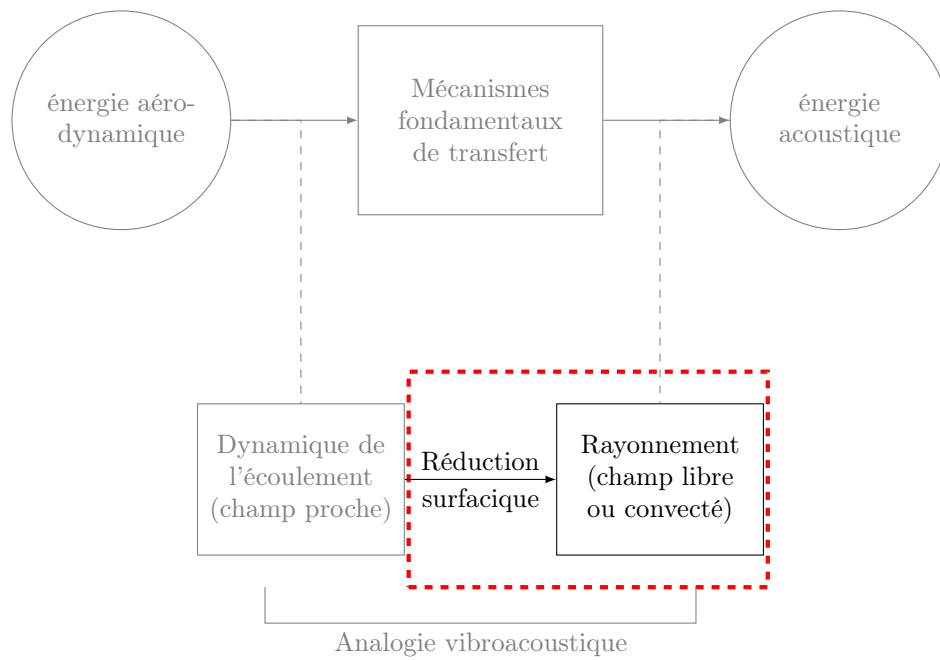 énergie aéro-
dynamique
Mécanismes
fondamentaux
de transfert
énergie
acoustique
Dynamique de
l'écoulement
(champ proche)
Réduction
surfacique
Rayonnement
(champ libre
ou convecté)
Analogie vibroacoustique